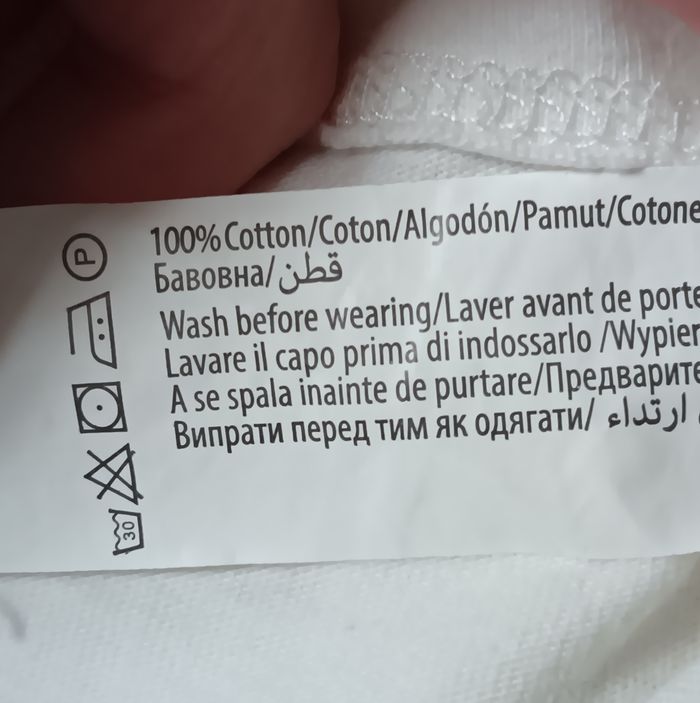 100% Cotton/Coton/Algodón/Pamut/Cotone
Бавовна/قطن
Wash before wearing/Laver avant de porte
Lavare il capo prima di indossarlo /Wypier
A se spala inainte de purtare/Предварите
Випрати перед тим як одягати/ ارتداء
P
30